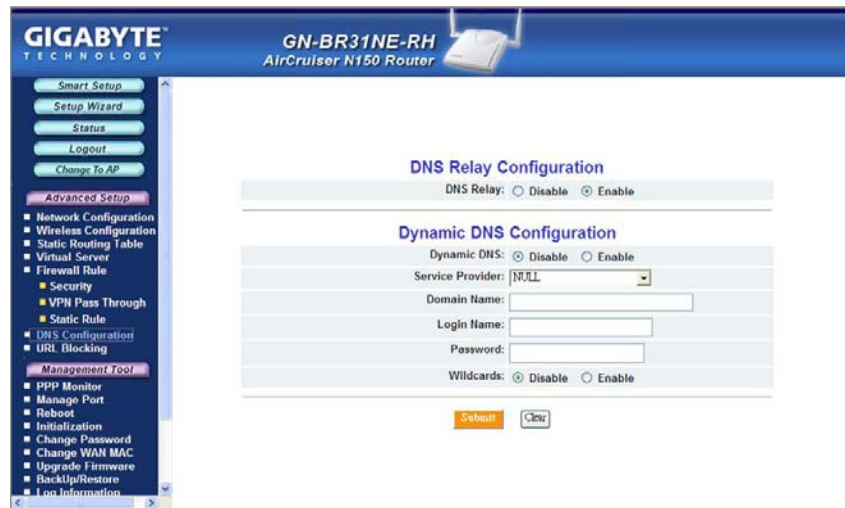 GIGABYTE™
TECHNOLOGY
GN-BR31NE-RH
AirCruiser N150 Router
Smart Setup
Setup Wizard
Status
Logout
Change To AP
Advanced Setup
Network Configuration
Wireless Configuration
Static Routing Table
Virtual Server
Firewall Rule
Security
VPN Pass Through
Static Rule
DNS Configuration
URL Blocking
Management Tool
PPP Monitor
Manage Port
Reboot
Initialization
Change Password
Change WAN MAC
Upgrade Firmware
BackUp/Restore
Log Information
DNS Relay Configuration
DNS Relay: Disable Enable
Dynamic DNS Configuration
Dynamic DNS: Disable Enable
Service Provider: NULL
Domain Name:
Login Name:
Password:
Wildcards: Disable Enable
Submit Clear